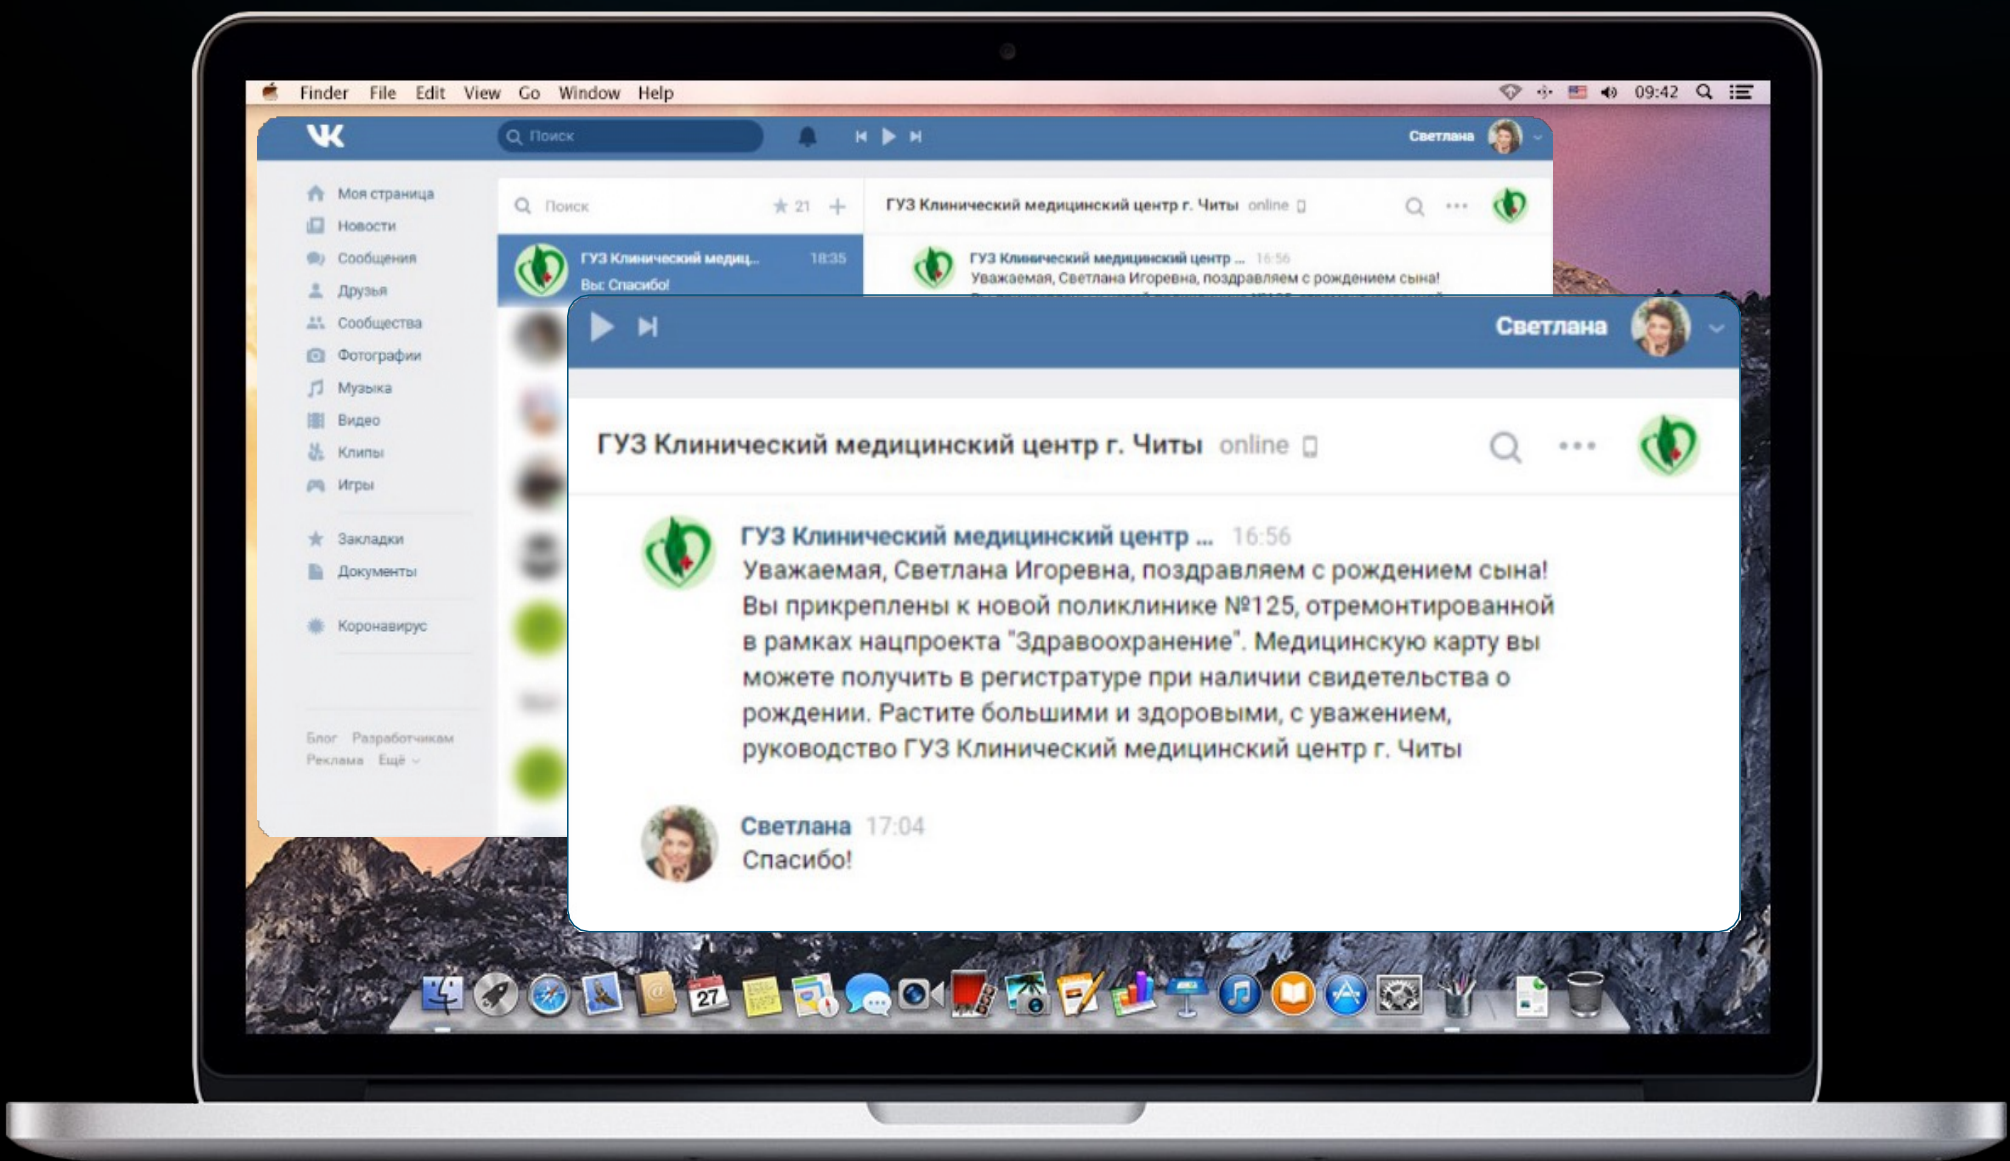 Finder File Edit View Go Window Help
09:42
Поиск
Светлана
Моя страница
Новости
Сообщения
Друзья
Сообщества
Фотографии
Музыка
Видео
Клипы
Игры
Закладки
Документы
Коронавирус
Блог Разработчикам
Реклама Ещё
Поиск
21
ГУЗ Клинический медиц... 18:35
Вы: Спасибо!
ГУЗ Клинический медицинский центр г. Читы online
ГУЗ Клинический медицинский центр ... 16:56
Уважаемая, Светлана Игоревна, поздравляем с рождением сына!
Светлана
ГУЗ Клинический медицинский центр г. Читы online
ГУЗ Клинический медицинский центр ... 16:56
Уважаемая, Светлана Игоревна, поздравляем с рождением сына!
Вы прикреплены к новой поликлинике №125, отремонтированной
в рамках нацпроекта "Здравоохранение". Медицинскую карту вы
можете получить в регистратуре при наличии свидетельства о
рождении. Растите большими и здоровыми, с уважением,
руководство ГУЗ Клинический медицинский центр г. Читы
Светлана 17:04
Спасибо!
27